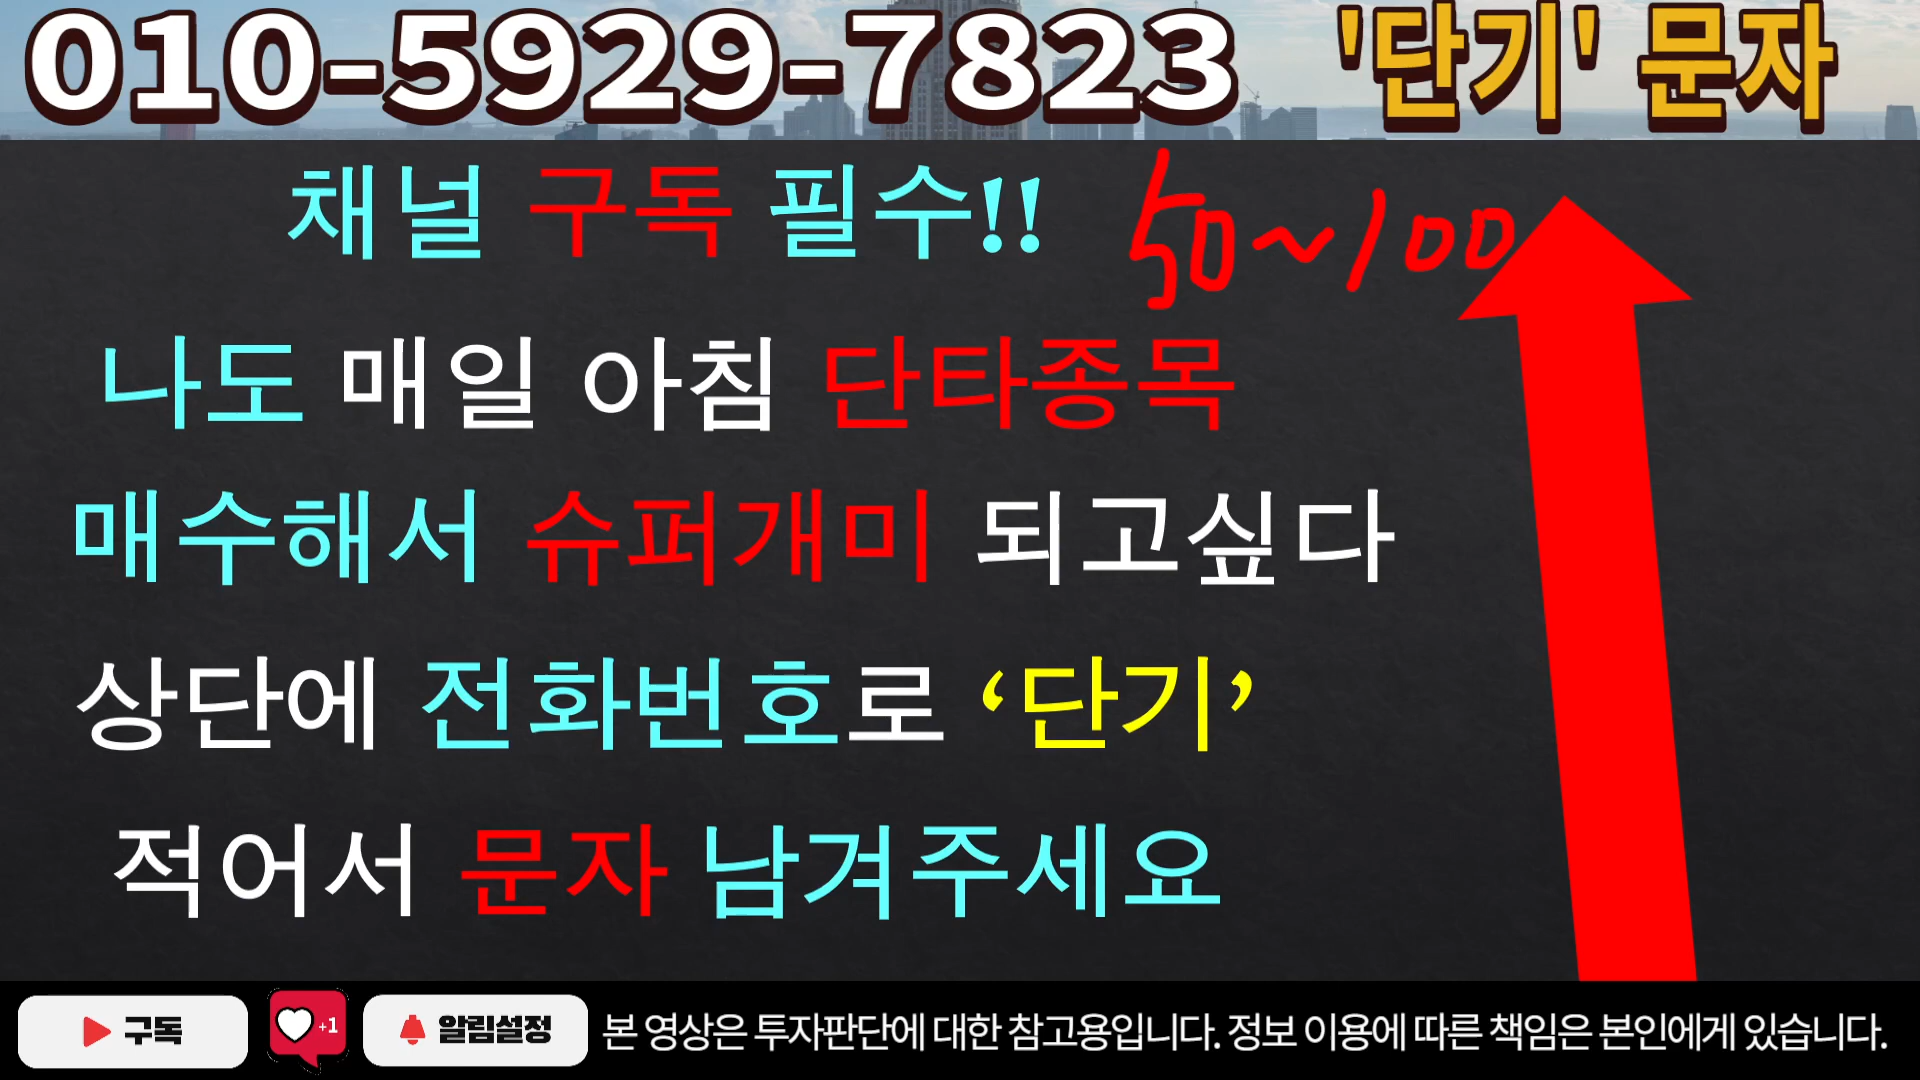 010-5929-7823 '단기' 문자
채널 구독 필수!! 50~100
나도 매일 아침 단타종목
매수해서 슈퍼개미 되고싶다
상단에 전화번호로 ‘단기’
적어서 문자 남겨주세요
구독 +1 알림설정 본 영상은 투자판단에 대한 참고용입니다. 정보 이용에 따른 책임은 본인에게 있습니다.